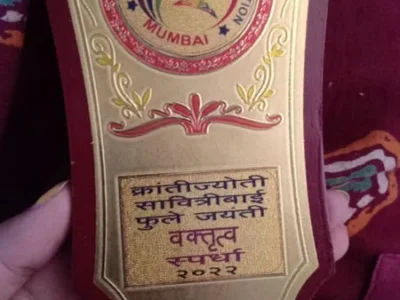 MUMBAI
क्रांतीज्योती
सावित्रीबाई
फुले जयंती
वक्तृत्व
स्पर्धा
२०२२